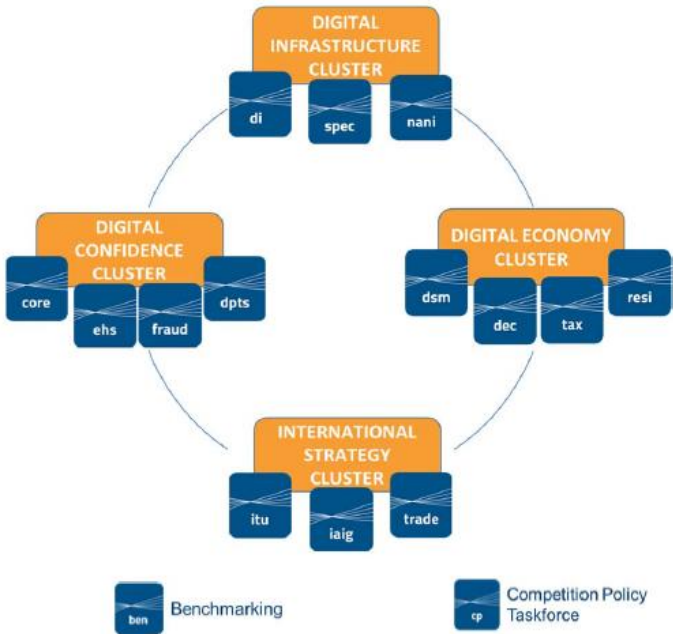 DIGITAL
INFRASTRUCTURE
CLUSTER
di
spec
nani
DIGITAL
CONFIDENCE
CLUSTER
core
ehs
fraud
dpts
DIGITAL ECONOMY
CLUSTER
dsm
dec
tax
resi
INTERNATIONAL
STRATEGY
CLUSTER
itu
iaig
trade
ben
Benchmarking
cp
Competition Policy
Taskforce